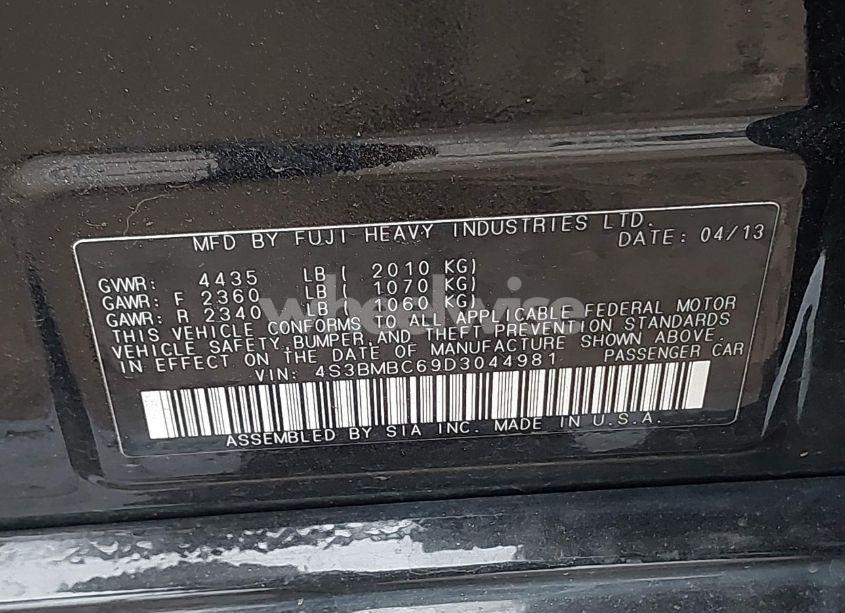 MFD BY FUJI HEAVY INDUSTRIES LTD.
DATE: 04/13
GVWR: 4435 LB ( 2010 KG)
GAWR: F 2360 LB ( 1070 KG)
GAWR: R 2340 LB ( 1060 KG)
THIS VEHICLE CONFORMS TO ALL APPLICABLE FEDERAL MOTOR
VEHICLE SAFETY, BUMPER, AND THEFT PREVENTION STANDARDS
IN EFFECT ON THE DATE OF MANUFACTURE SHOWN ABOVE.
VIN: 4S3BMBC69D3044981 PASSENGER CAR
ASSEMBLED BY SIA INC. MADE IN U.S.A.
wheelwise